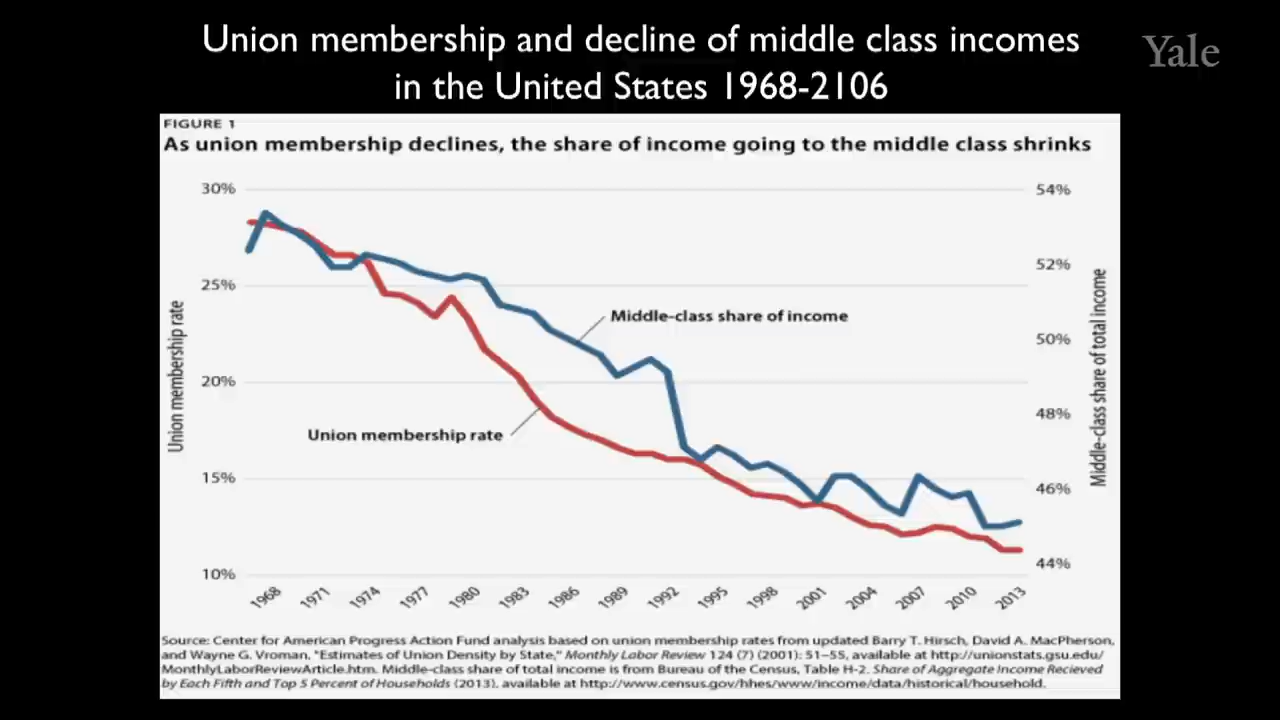 Union membership and decline of middle class incomes
in the United States 1968-2106
Yale
FIGURE 1
As union membership declines, the share of income going to the middle class shrinks
30%
25%
20%
15%
10%
Union membership rate
54%
52%
50%
48%
46%
44%
Middle-class share of total income
Middle-class share of income
Union membership rate
1968 1971 1974 1977 1980 1983 1986 1989 1992 1995 1998 2001 2004 2007 2010 2013
Source: Center for American Progress Action Fund analysis based on union membership rates from updated Barry T. Hirsch, David A. MacPherson,
and Wayne G. Vroman, "Estimates of Union Density by State," Monthly Labor Review 124 (7) (2001): 51–55, available at http://unionstats.gsu.edu/
MonthlyLaborReviewArticle.htm. Middle-class share of total income is from Bureau of the Census, Table H-2. Share of Aggregate Income Recieved
by Each Fifth and Top 5 Percent of Households (2013), available at http://www.census.gov/hhes/www/income/data/historical/household.